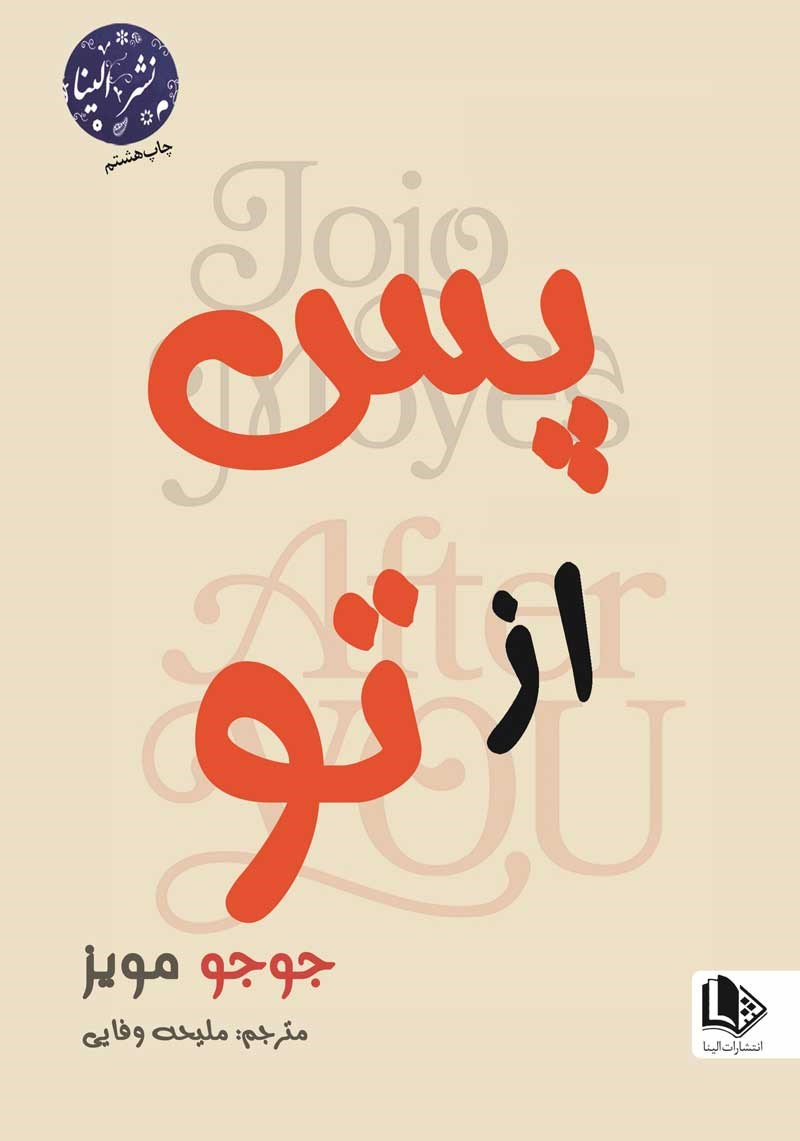 نشر الینا
چاپ هشتم
Jojo
Moyes
پس
از
تو
After
YOU
جوجو مویز
مترجم: ملیحه وفایی
انتشارات الینا